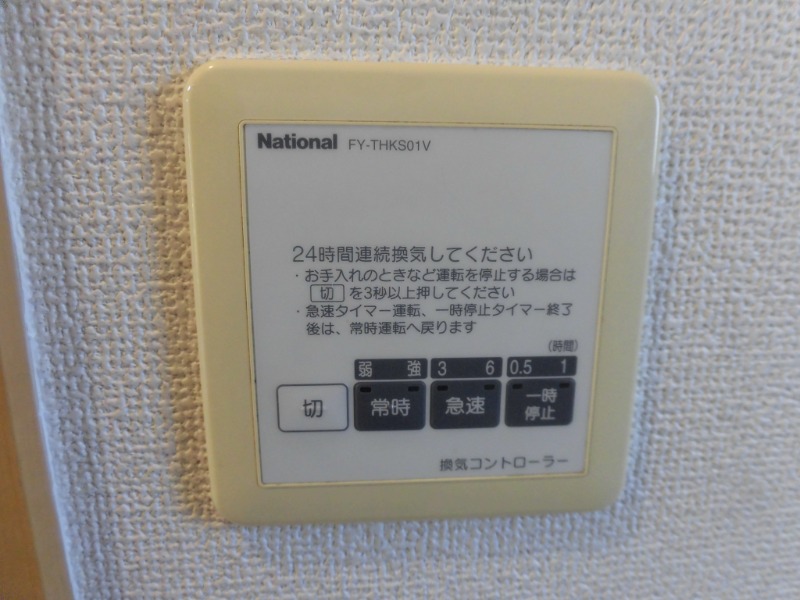 National FY-THKS01V
24時間連続換気してください
・お手入れのときなど運転を停止する場合は
切 を3秒以上押してください
・急速タイマー運転、一時停止タイマー終了
後は、常時運転へ戻ります
(時間)
弱 強 3 6 0.5 1
切 常時 急速 一時
停止
換気コントローラー